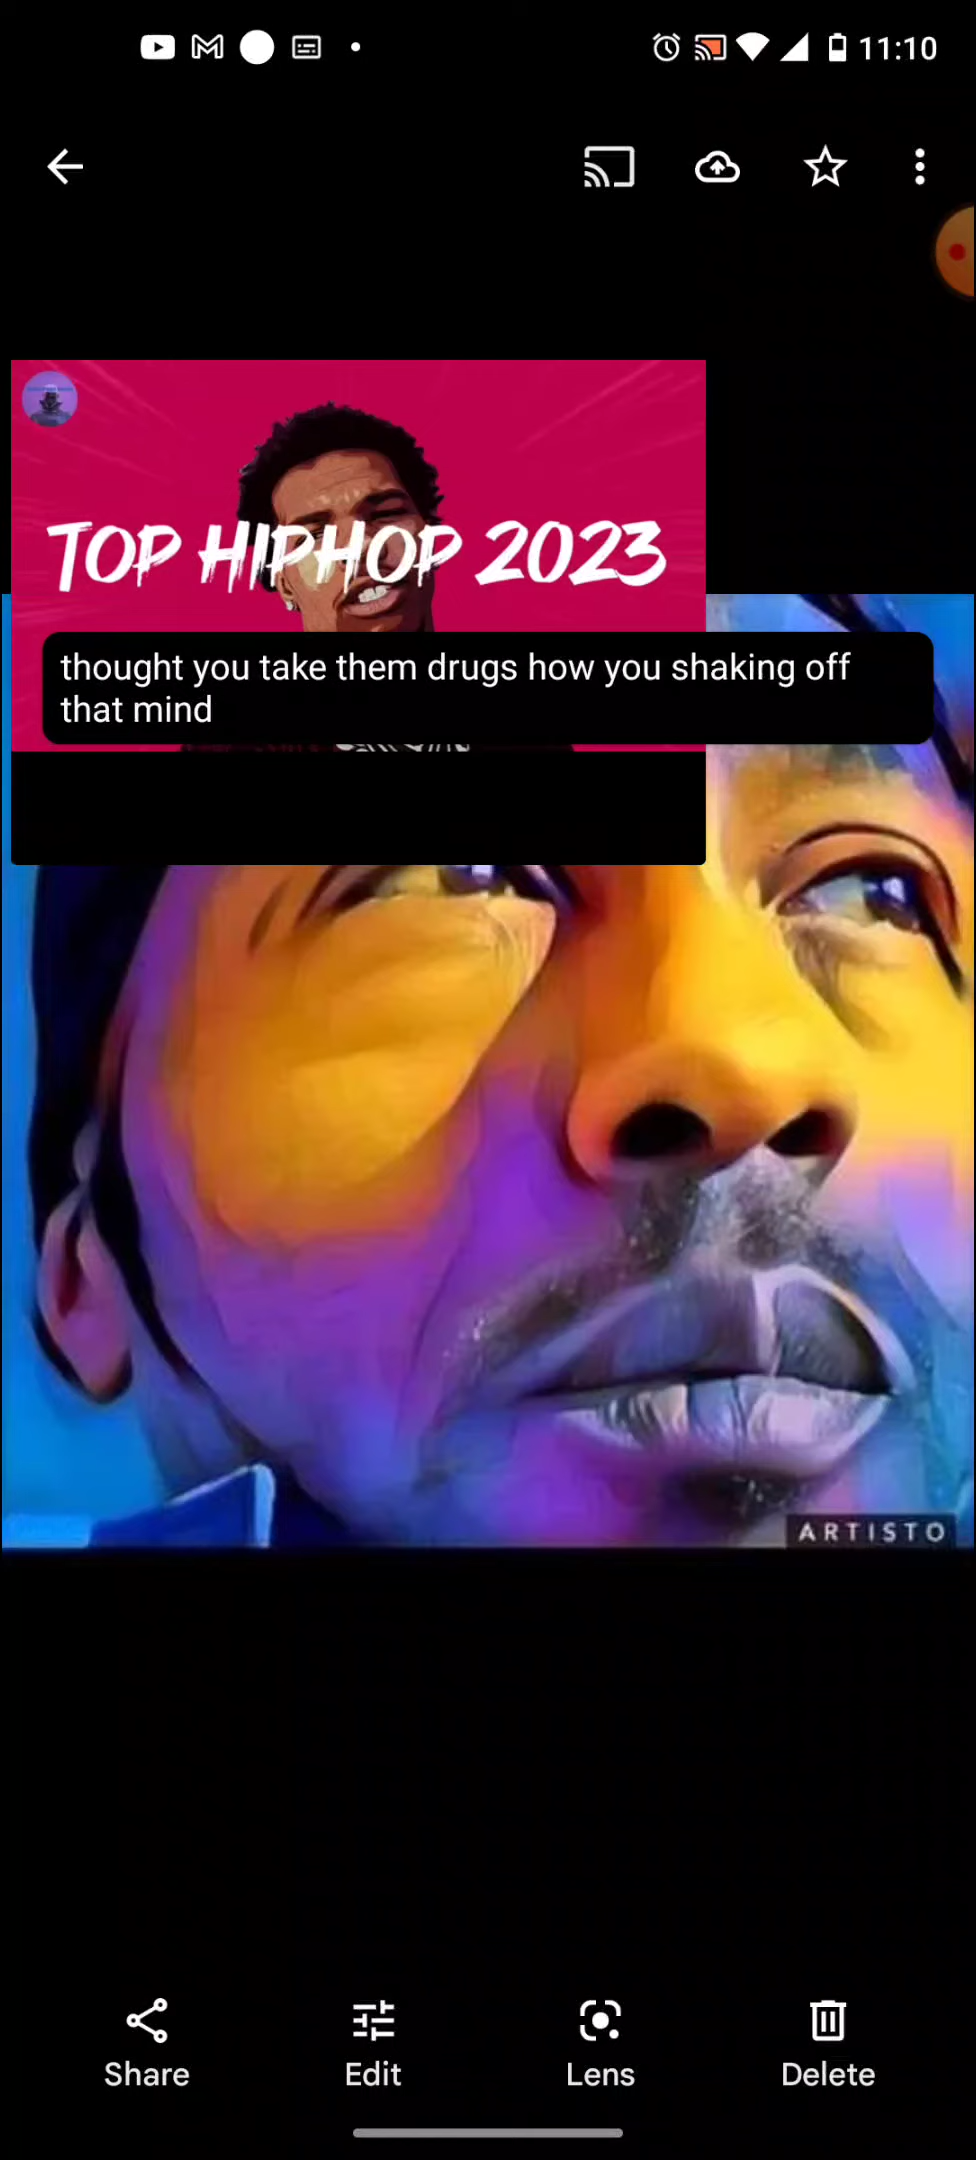 11:10
TOP HIPHOP 2023
thought you take them drugs how you shaking off
that mind
ARTISTO
Share
Edit
Lens
Delete